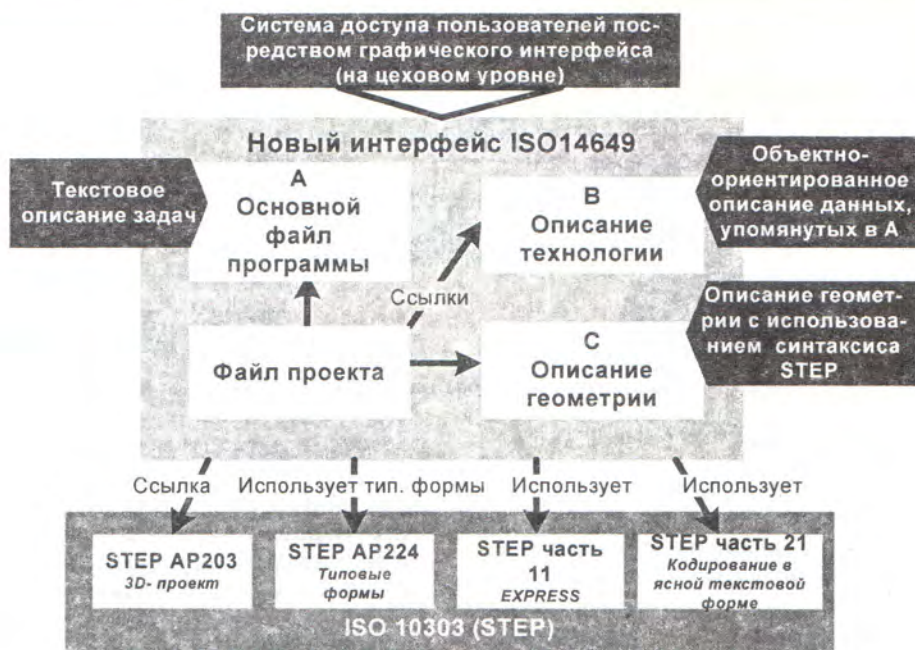 Система доступа пользователей пос-
редством графического интерфейса
(на цеховом уровне)
Новый интерфейс ISO14649
Текстовое
описание задач
А
Основной
файл
программы
В
Описание
технологии
Объектно-
ориентированное
описание данных,
упомянутых в А
Ссылки
Файл проекта
С
Описание
геометрии
Описание геомет-
рии с использова-
нием синтаксиса
STEP
Ссылка
Использует тип. формы
Использует
Использует
STEP AP203
3D- проект
STEP AP224
Типовые
формы
STEP часть
11
EXPRESS
STEP часть 21
Кодирование в
ясной текстовой
форме
ISO 10303 (STEP)